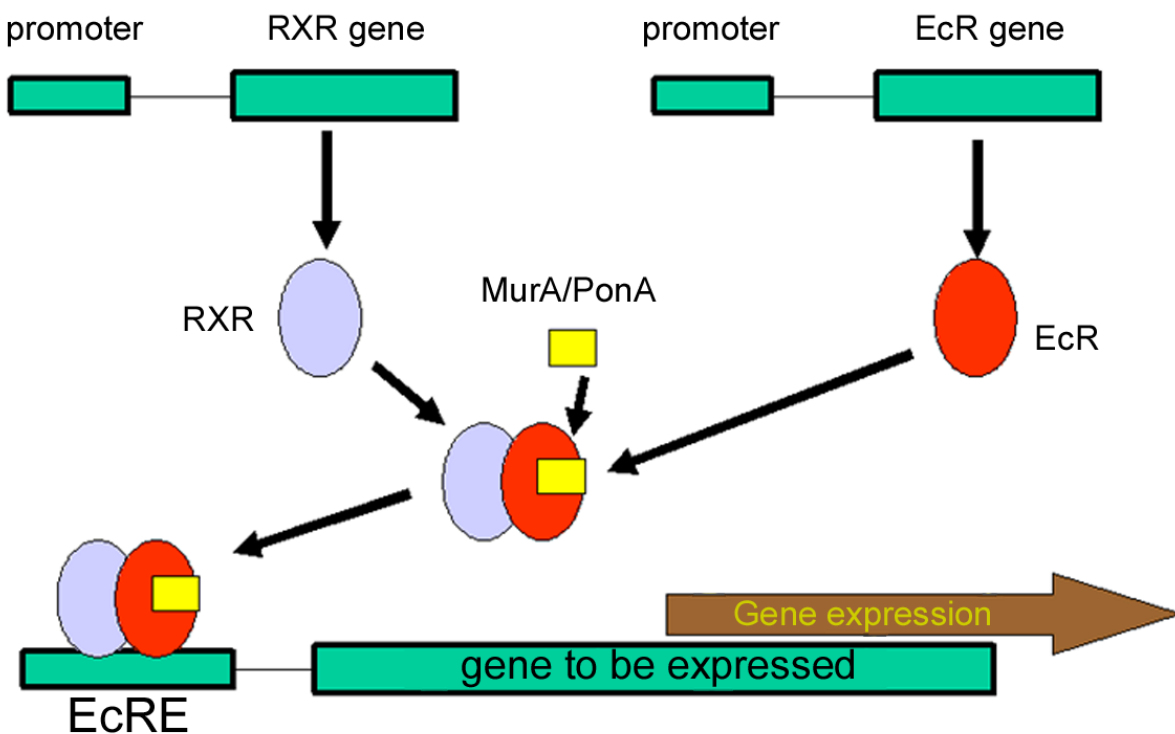 promoter
RXR gene
promoter
EcR gene
RXR
MurA/PonA
EcR
Gene expression
gene to be expressed
EcRE